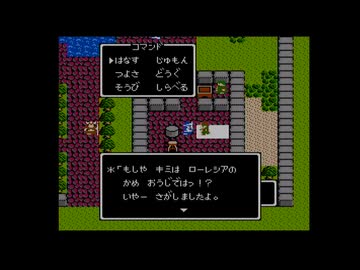 コマンド
▶はなす じゅもん
つよさ どうぐ
そうび しらべる
＊「もしや 中ミは ローレシアの
かめ おうじではっ！？
いやー さがしましたよ。